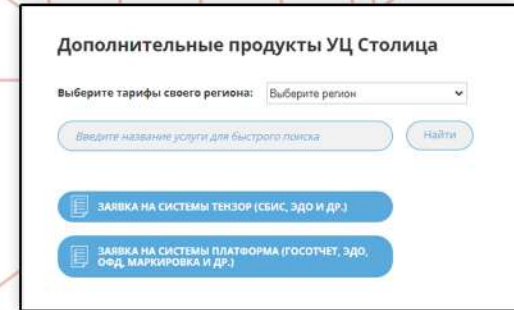 Дополнительные продукты УЦ Столица
Выберите тарифы своего региона: Выберите регион
Введите название услуги для быстрого поиска Найти
ЗАЯВКА НА СИСТЕМЫ ТЕНЗОР (СБИС, ЭДО И ДР.)
ЗАЯВКА НА СИСТЕМЫ ПЛАТФОРМА (ГОСОТЧЕТ, ЭДО,
ОФД, МАРКИРОВКА И ДР.)